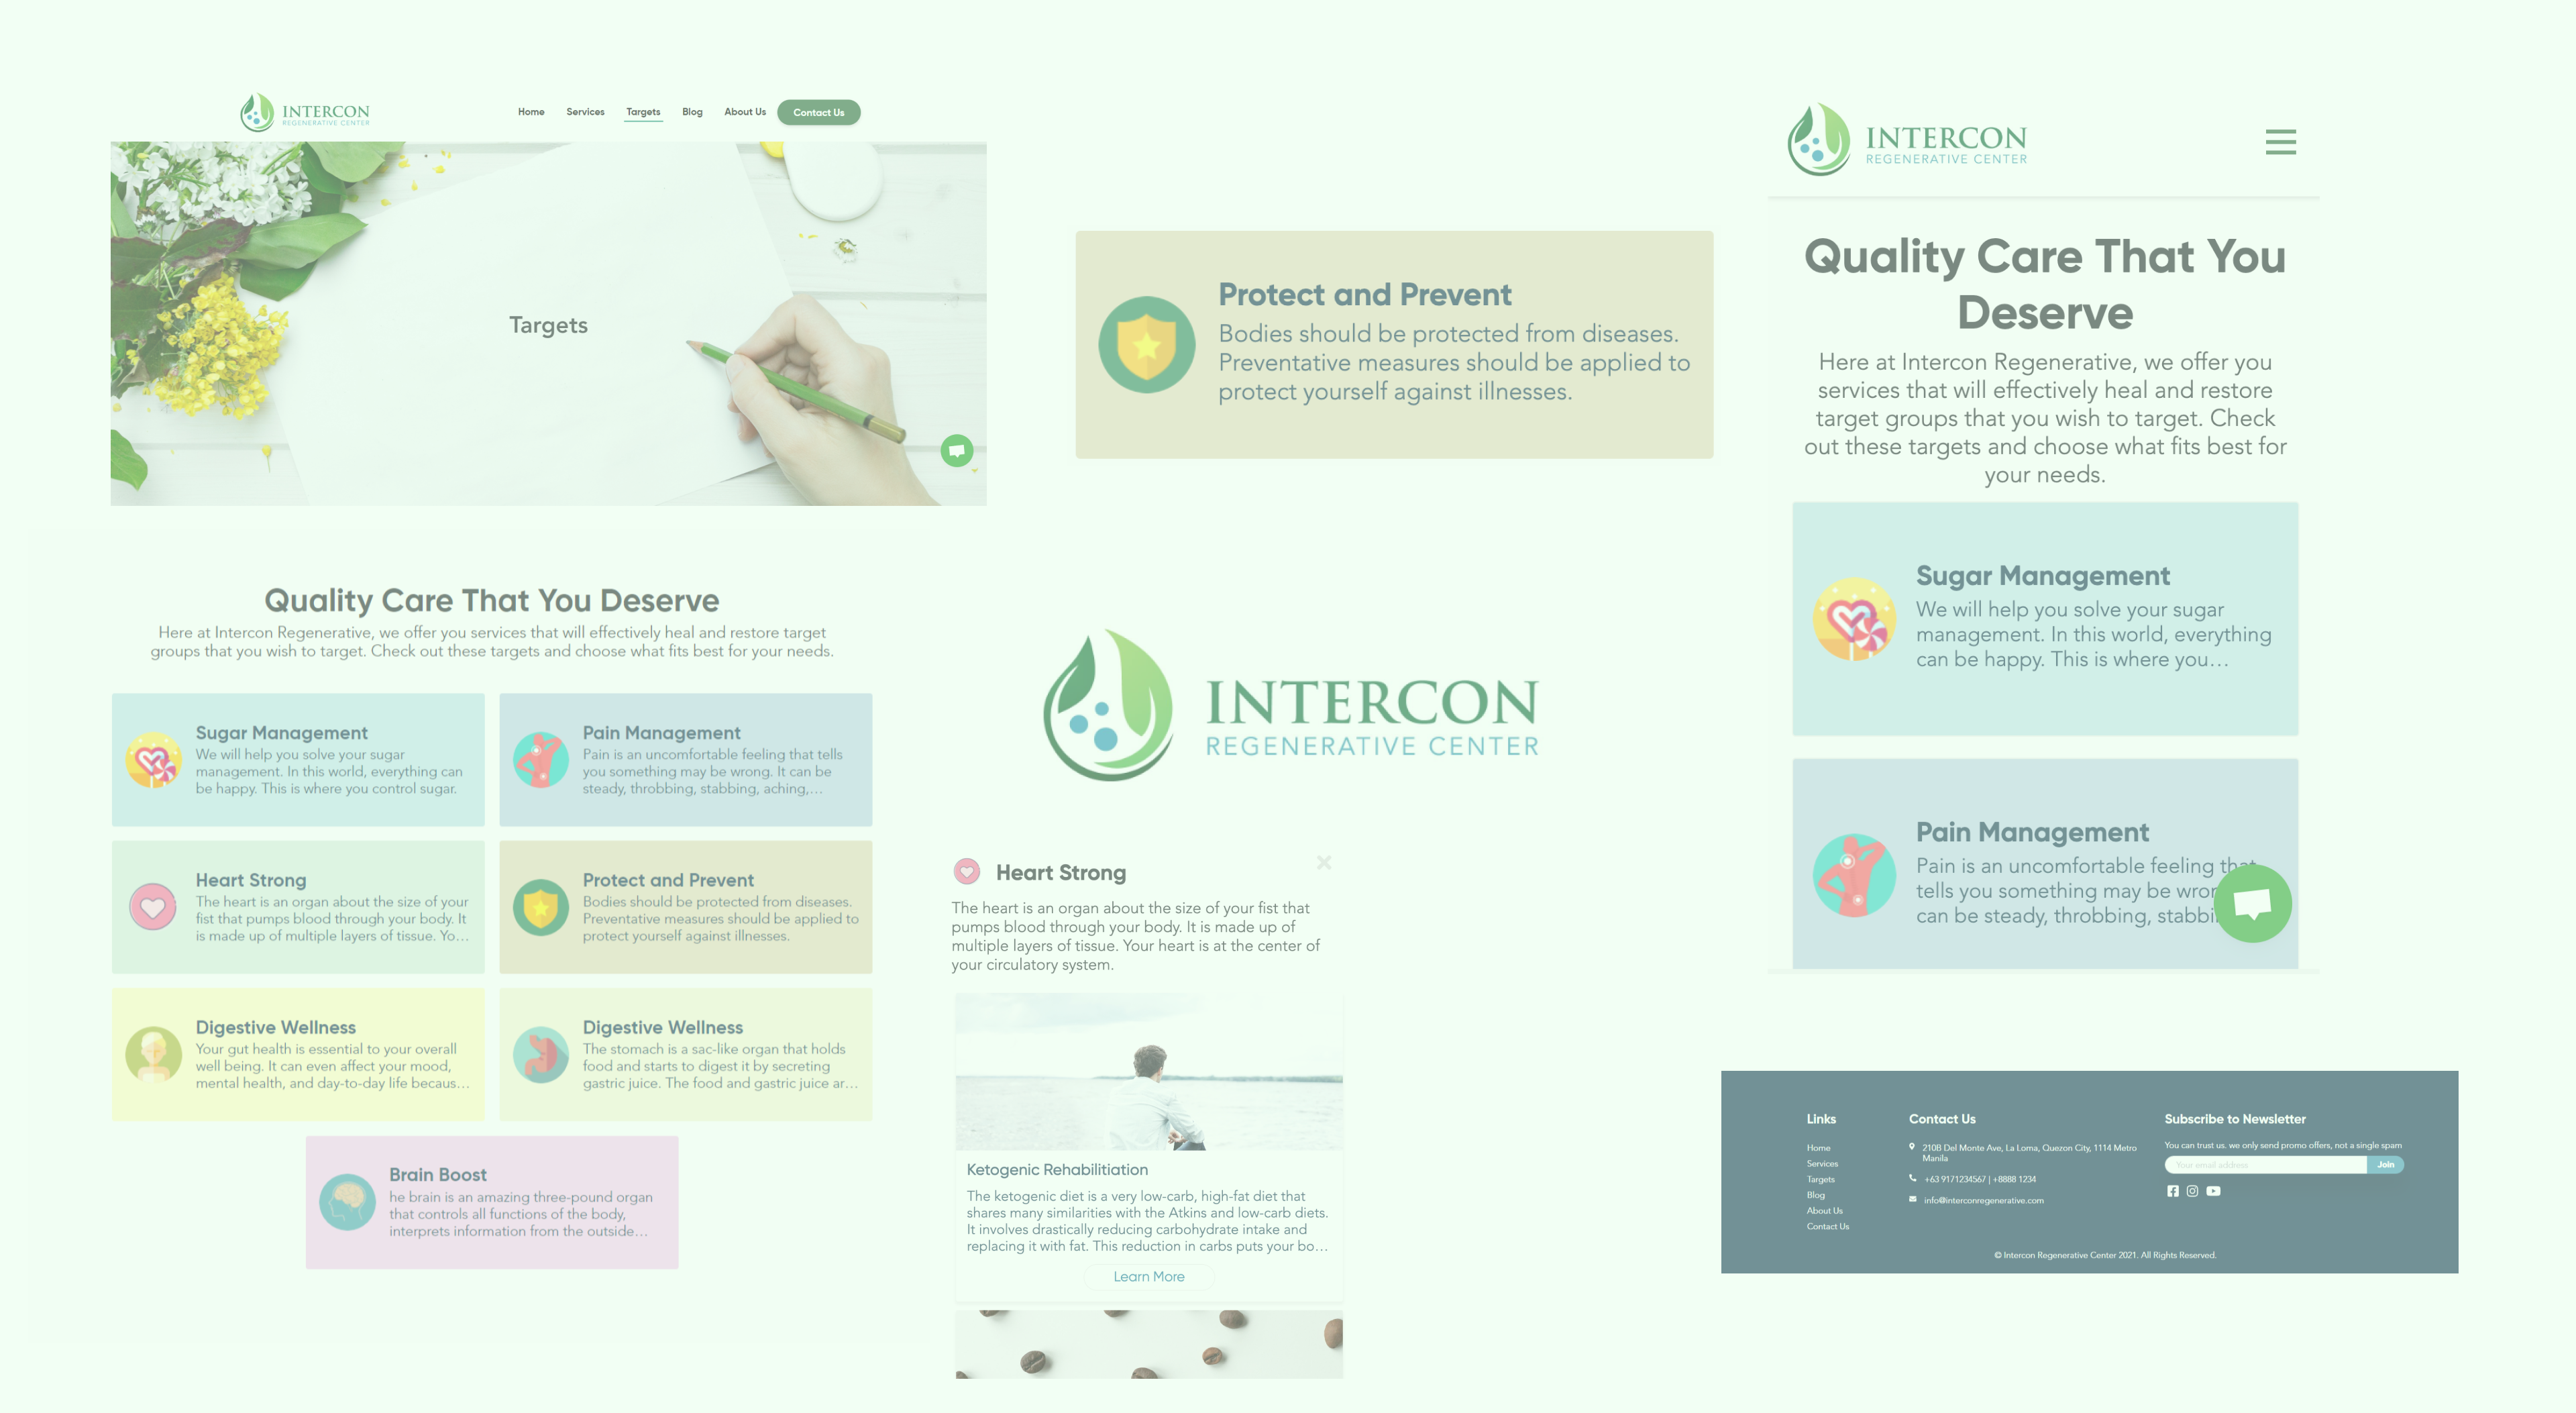 INTERCON
REGENERATIVE CENTER
Home
Services
Targets
Blog
About Us
Contact Us
Targets
Protect and Prevent
Bodies should be protected from diseases.
Preventative measures should be applied to
protect yourself against illnesses.
INTERCON
REGENERATIVE CENTER
Quality Care That You
Deserve
Here at Intercon Regenerative, we offer you
services that will effectively heal and restore
target groups that you wish to target. Check
out these targets and choose what fits best for
your needs.
Sugar Management
We will help you solve your sugar
management. In this world, everything
can be happy. This is where you…
Pain Management
Pain is an uncomfortable feeling that
tells you something may be wror
can be steady, throbbing, stabbi
Quality Care That You Deserve
Here at Intercon Regenerative, we offer you services that will effectively heal and restore target
groups that you wish to target. Check out these targets and choose what fits best for your needs.
Sugar Management
We will help you solve your sugar
management. In this world, everything can
be happy. This is where you control sugar.
Pain Management
Pain is an uncomfortable feeling that tells
you something may be wrong. It can be
steady, throbbing, stabbing, aching,…
Heart Strong
The heart is an organ about the size of your
fist that pumps blood through your body. It
is made up of multiple layers of tissue. Yo…
Protect and Prevent
Bodies should be protected from diseases.
Preventative measures should be applied to
protect yourself against illnesses.
Digestive Wellness
Your gut health is essential to your overall
well being. It can even affect your mood,
mental health, and day-to-day life becaus…
Digestive Wellness
The stomach is a sac-like organ that holds
food and starts to digest it by secreting
gastric juice. The food and gastric juice ar…
Brain Boost
he brain is an amazing three-pound organ
that controls all functions of the body,
interprets information from the outside…
INTERCON
REGENERATIVE CENTER
Heart Strong
The heart is an organ about the size of your fist that
pumps blood through your body. It is made up of
multiple layers of tissue. Your heart is at the center of
your circulatory system.
Ketogenic Rehabilitiation
The ketogenic diet is a very low-carb, high-fat diet that
shares many similarities with the Atkins and low-carb diets.
It involves drastically reducing carbohydrate intake and
replacing it with fat. This reduction in carbs puts your bo…
Learn More
Links
Home
Services
Targets
Blog
About Us
Contact Us
Contact Us
210B Del Monte Ave, La Loma, Quezon City, 1114 Metro
Manila
+63 9171234567 | +8888 1234
info@interconregenerative.com
Subscribe to Newsletter
You can trust us. we only send promo offers, not a single spam
Your email address
Join
© Intercon Regenerative Center 2021. All Rights Reserved.